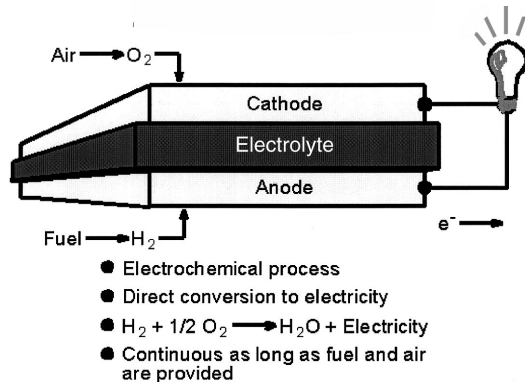 Air → O₂
Cathode
Electrolyte
Anode
Fuel → H₂
e⁻
● Electrochemical process
● Direct conversion to electricity
● H₂ + 1/2 O₂ → H₂O + Electricity
● Continuous as long as fuel and air
are provided